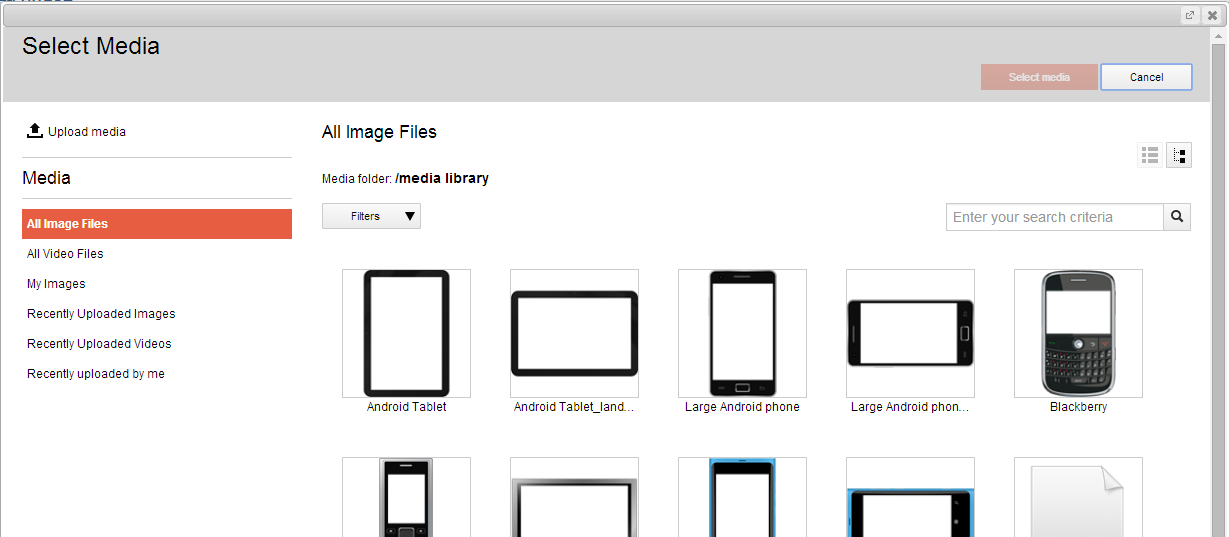 Select Media
Select media
Cancel
Upload media
Media
All Image Files
All Video Files
My Images
Recently Uploaded Images
Recently Uploaded Videos
Recently uploaded by me
All Image Files
Media folder: /media library
Filters
Enter your search criteria
Android Tablet
Android Tablet_land...
Large Android phone
Large Android phon...
Blackberry